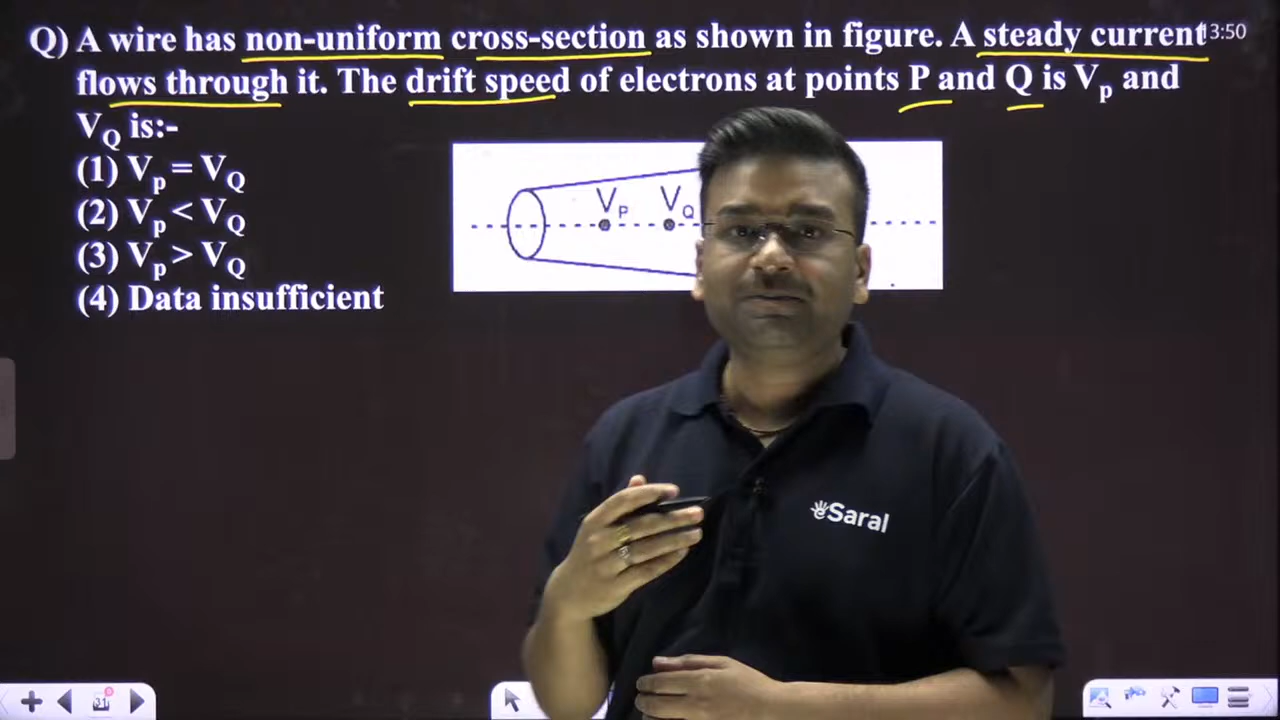 Q) A wire has non-uniform cross-section as shown in figure. A steady current 13:50
flows through it. The drift speed of electrons at points P and Q is Vp and
VQ is:-
(1) Vp = VQ
(2) Vp < VQ
(3) Vp > VQ
(4) Data insufficient
VP VQ
eSaral
31